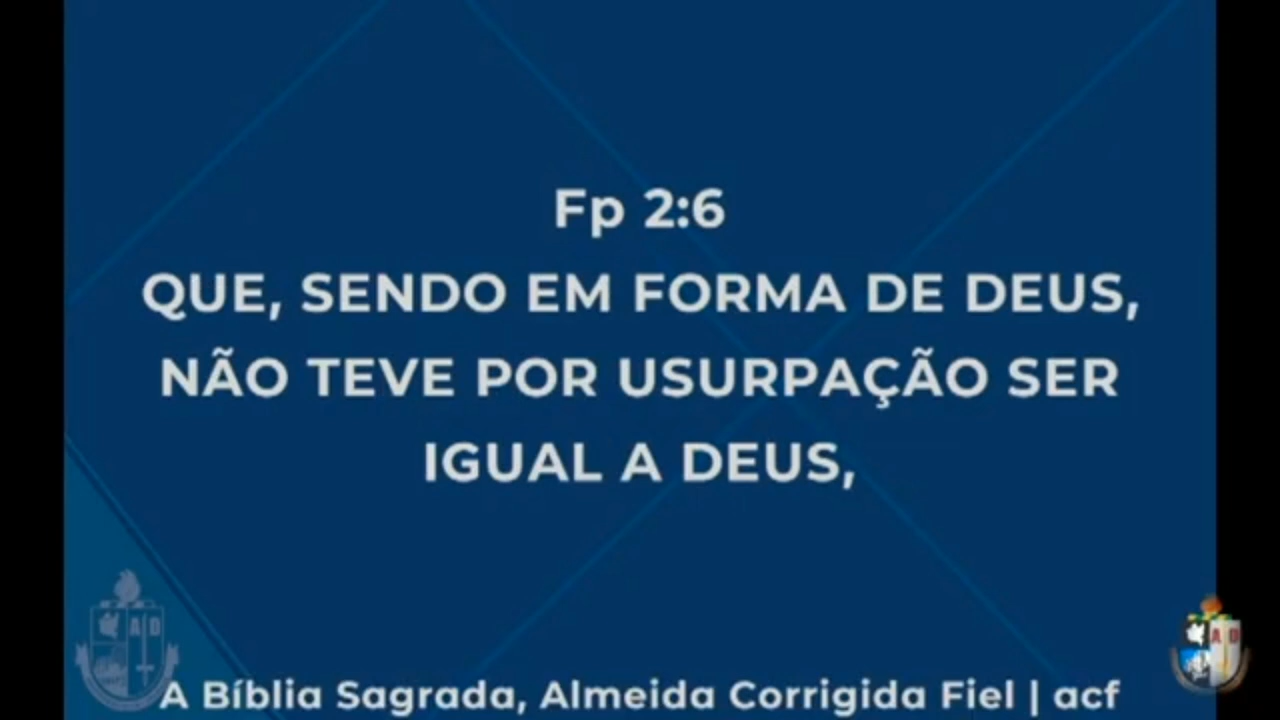 Fp 2:6
QUE, SENDO EM FORMA DE DEUS,
NÃO TEVE POR USURPAÇÃO SER
IGUAL A DEUS,
A Bíblia Sagrada, Almeida Corrigida Fiel | acf
A D
A D